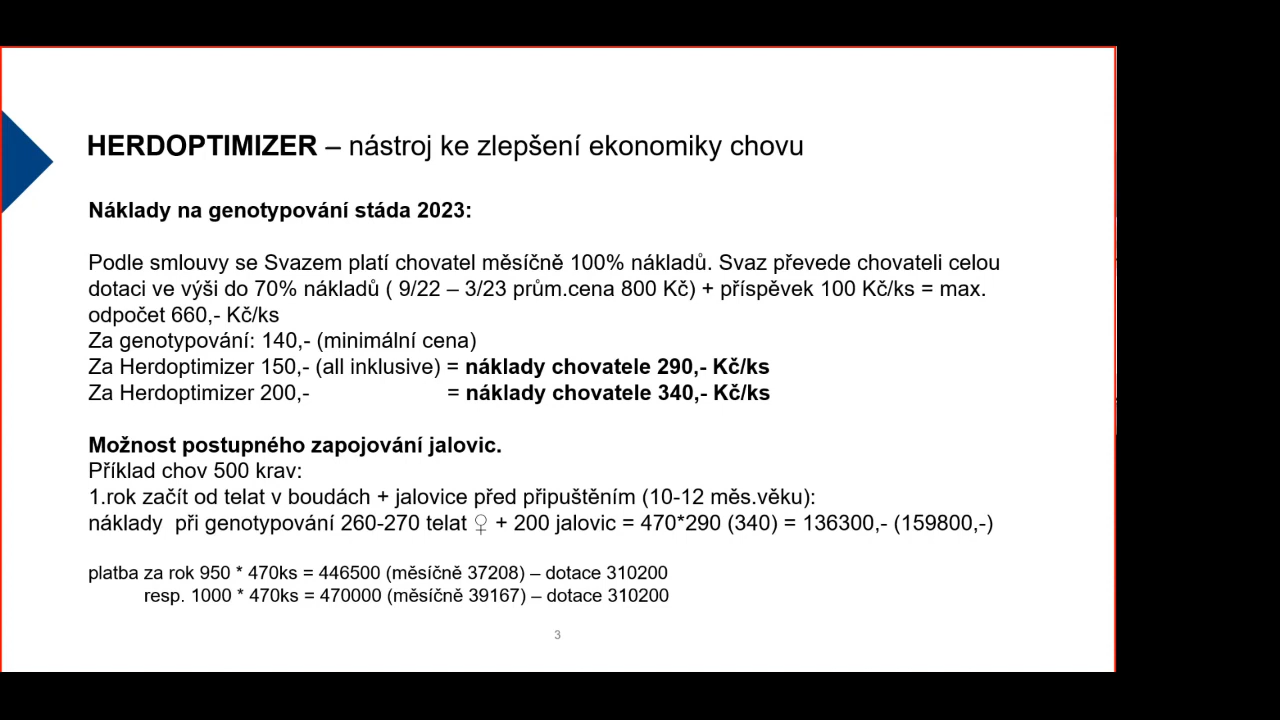 HERDOPTIMIZER – nástroj ke zlepšení ekonomiky chovu
Náklady na genotypování stáda 2023:
Podle smlouvy se Svazem platí chovatel měsíčně 100% nákladů. Svaz převede chovateli celou
dotaci ve výši do 70% nákladů ( 9/22 – 3/23 prům.cena 800 Kč) + příspěvek 100 Kč/ks = max.
odpočet 660,- Kč/ks
Za genotypování: 140,- (minimální cena)
Za Herdoptimizer 150,- (all inklusive) = náklady chovatele 290,- Kč/ks
Za Herdoptimizer 200,- = náklady chovatele 340,- Kč/ks
Možnost postupného zapojování jalovic.
Příklad chov 500 krav:
1.rok začít od telat v boudách + jalovice před připuštěním (10-12 měs.věku):
náklady při genotypování 260-270 telat ♀ + 200 jalovic = 470*290 (340) = 136300,- (159800,-)
platba za rok 950 * 470ks = 446500 (měsíčně 37208) – dotace 310200
resp. 1000 * 470ks = 470000 (měsíčně 39167) – dotace 310200
3